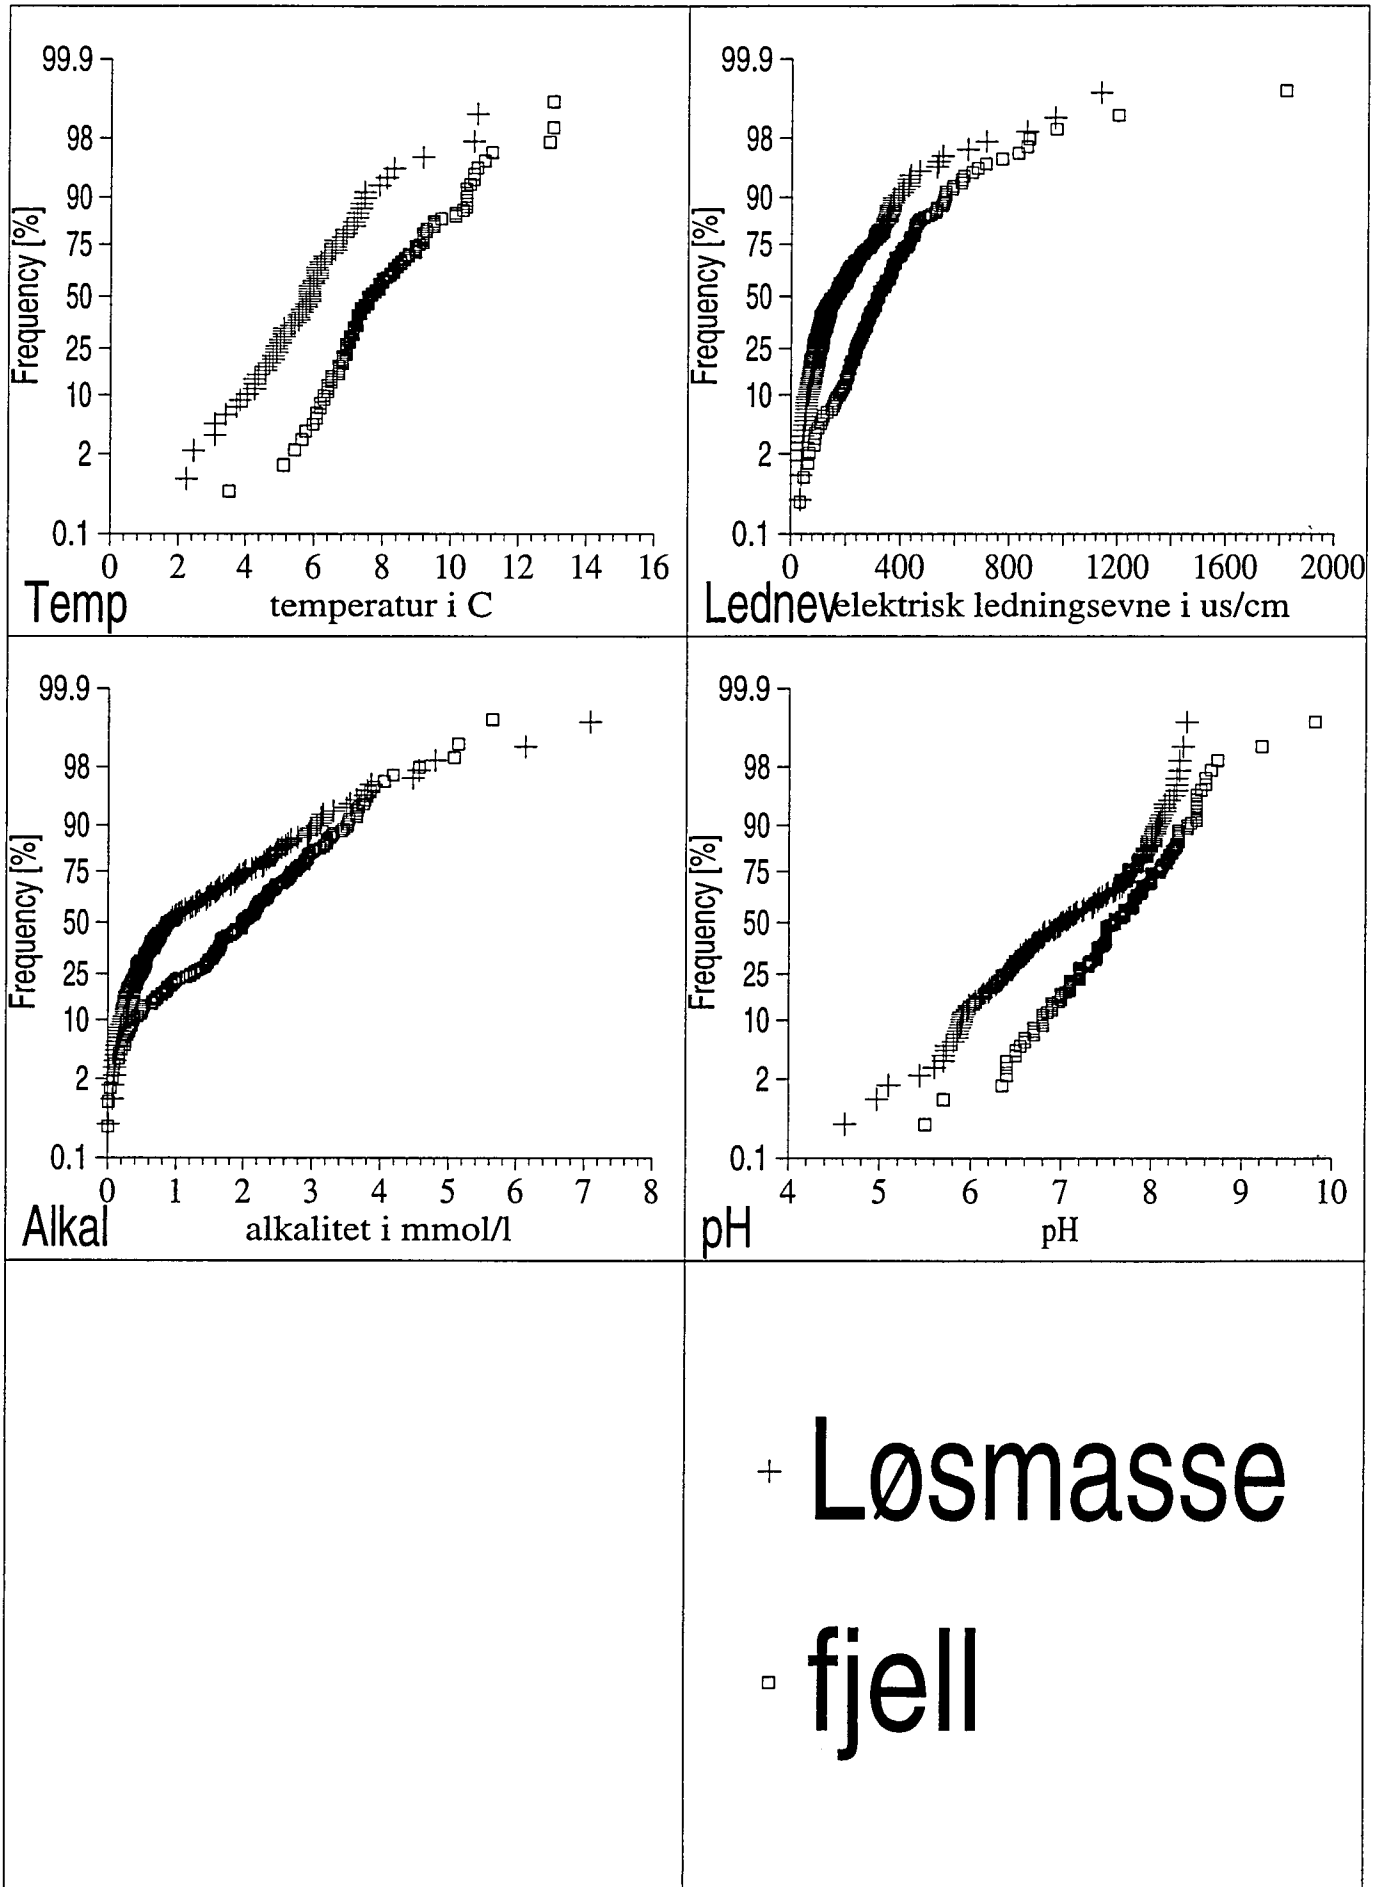 99.9
98
90
75
50
25
10
2
0.1
Frequency [%]
0 2 4 6 8 10 12 14 16
Temp temperatur i C
99.9
98
90
75
50
25
10
2
0.1
Frequency [%]
0 400 800 1200 1600 2000
Lednev elektrisk ledningsevne i us/cm
99.9
98
90
75
50
25
10
2
0.1
Frequency [%]
0 1 2 3 4 5 6 7 8
Alkal alkalitet i mmol/l
99.9
98
90
75
50
25
10
2
0.1
Frequency [%]
4 5 6 7 8 9 10
pH pH
Løsmasse
fjell